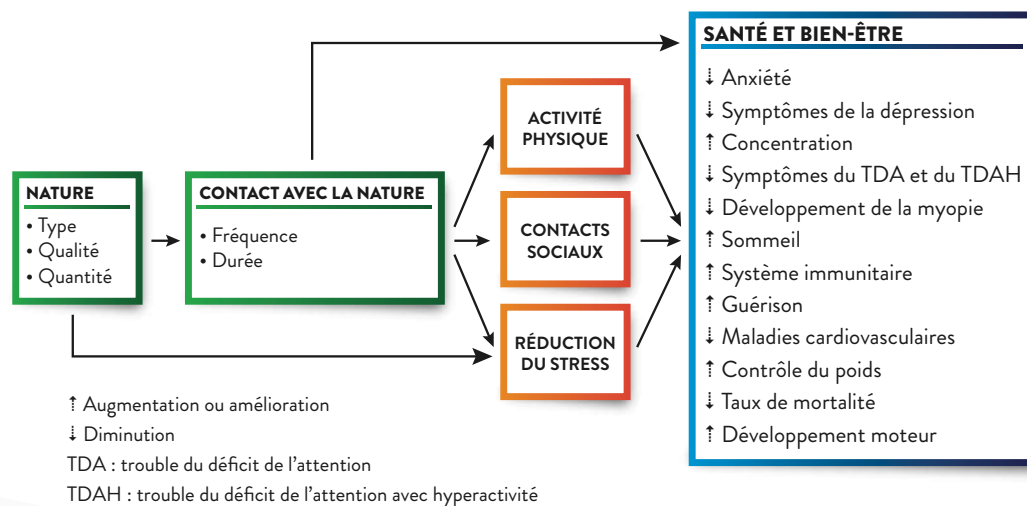 NATURE
• Type
• Qualité
• Quantité
CONTACT AVEC LA NATURE
• Fréquence
• Durée
ACTIVITÉ
PHYSIQUE
CONTACTS
SOCIAUX
RÉDUCTION
DU STRESS
SANTÉ ET BIEN-ÊTRE
⇣ Anxiété
⇣ Symptômes de la dépression
⇡ Concentration
⇣ Symptômes du TDA et du TDAH
⇣ Développement de la myopie
⇡ Sommeil
⇡ Système immunitaire
⇡ Guérison
⇣ Maladies cardiovasculaires
⇡ Contrôle du poids
⇣ Taux de mortalité
⇡ Développement moteur
⇡ Augmentation ou amélioration
⇣ Diminution
TDA : trouble du déficit de l’attention
TDAH : trouble du déficit de l’attention avec hyperactivité